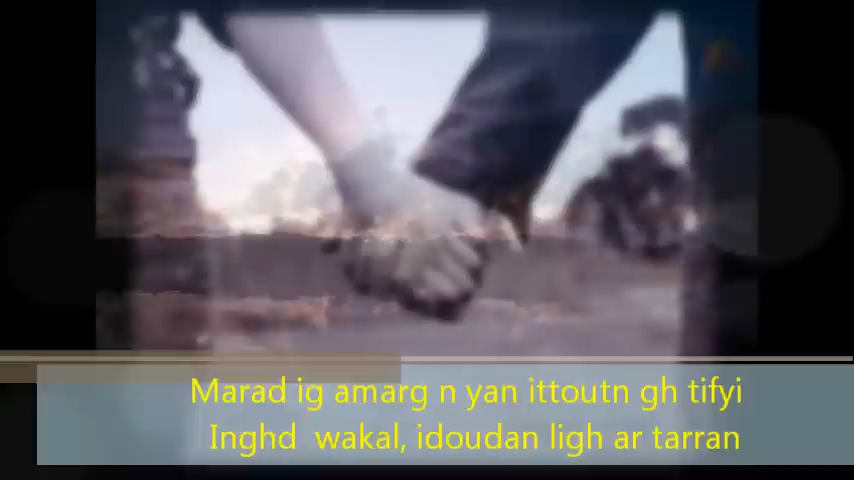 Marad ig amarg n yan ittoutn gh tifyi
Inghd wakal, idoudan ligh ar tarran